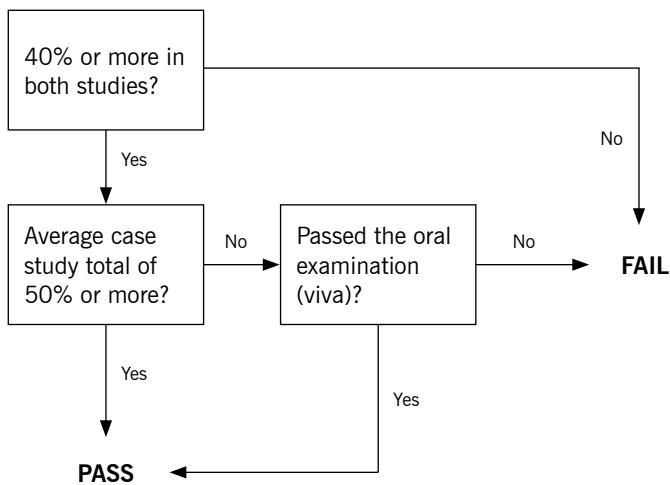 40% or more in
both studies?
No
Yes
Average case
study total of
50% or more?
No
Passed the oral
examination
(viva)?
No
FAIL
Yes
Yes
PASS